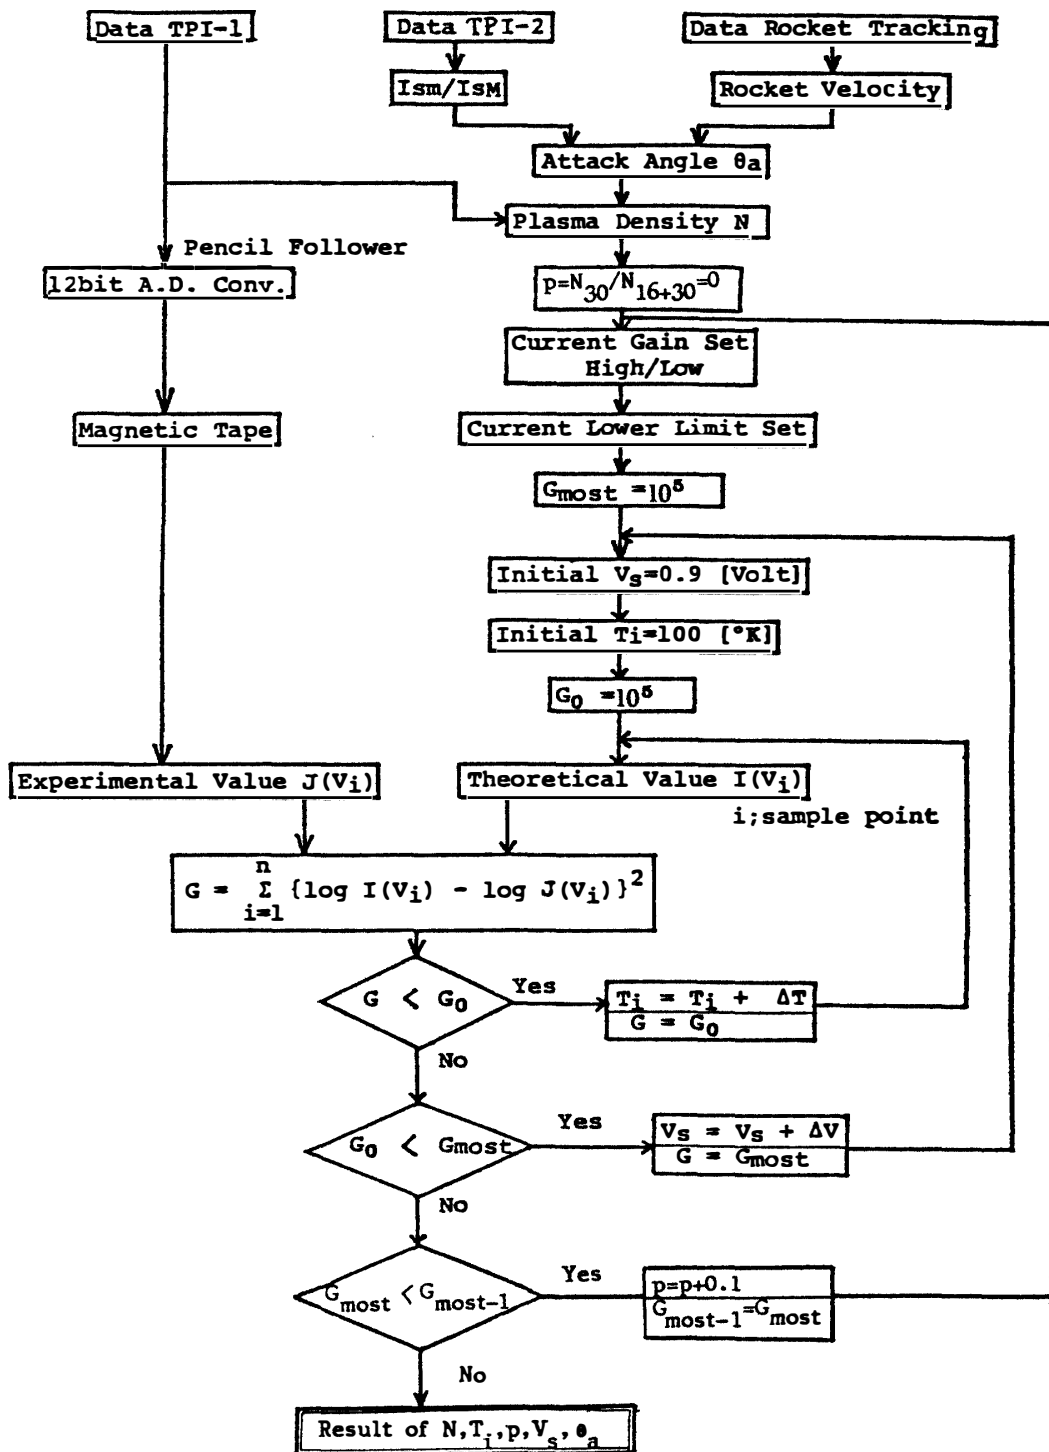 Data TPI-1
Data TPI-2
Data Rocket Tracking
Ism/IsM
Rocket Velocity
Attack Angle θa
Plasma Density N
Pencil Follower
12bit A.D. Conv.
p=N30/N16+30=0
Current Gain Set
High/Low
Magnetic Tape
Current Lower Limit Set
Gmost =10⁵
Initial Vs=0.9 [Volt]
Initial Ti=100 [°K]
G0 =10⁵
Experimental Value J(Vi)
Theoretical Value I(Vi)
i;sample point
n
G = Σ {log I(Vi) - log J(Vi)}²
i=1
G < G0
Yes
Ti = Ti + ΔT
G = G0
No
G0 < Gmost
Yes
Vs = Vs + ΔV
G = Gmost
No
Gmost < Gmost-1
Yes
p=p+0.1
Gmost-1=Gmost
No
Result of N,Ti,p,Vs,θa